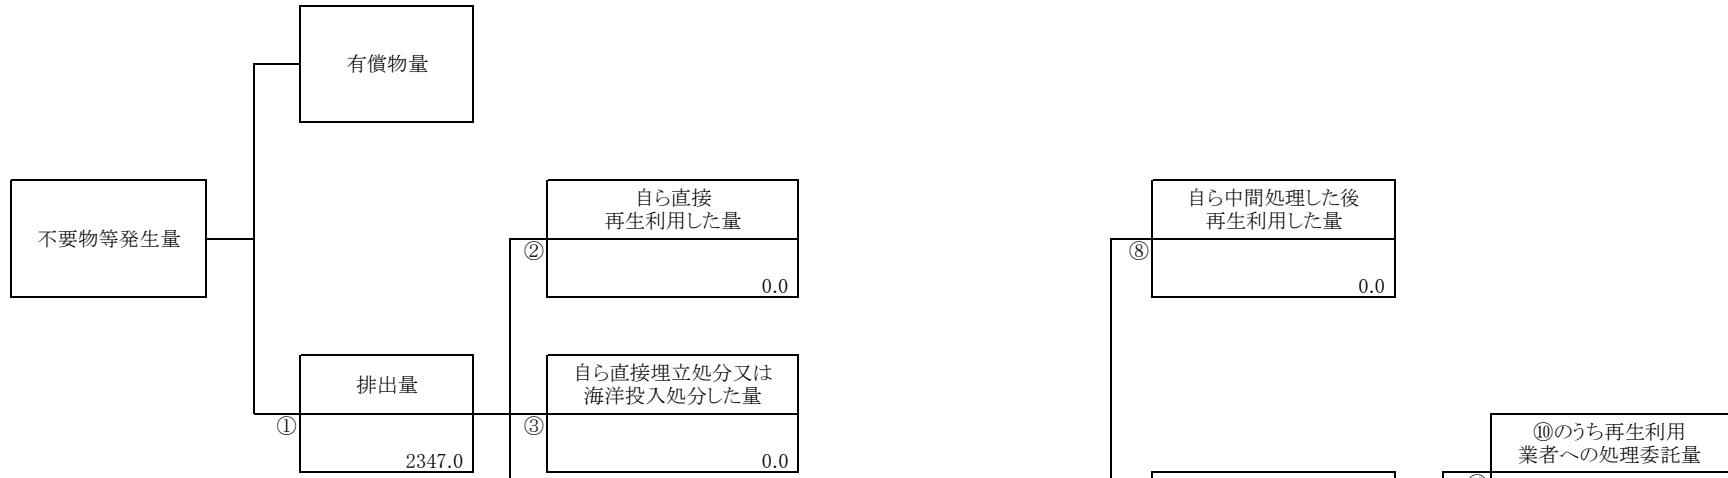 有償物量
不要物等発生量
自ら直接
再生利用した量
②
0.0
自ら中間処理した後
再生利用した量
⑧
0.0
排出量
①
2347.0
自ら直接埋立処分又は
海洋投入処分した量
③
0.0
⑩のうち再生利用
業者への処理委託量